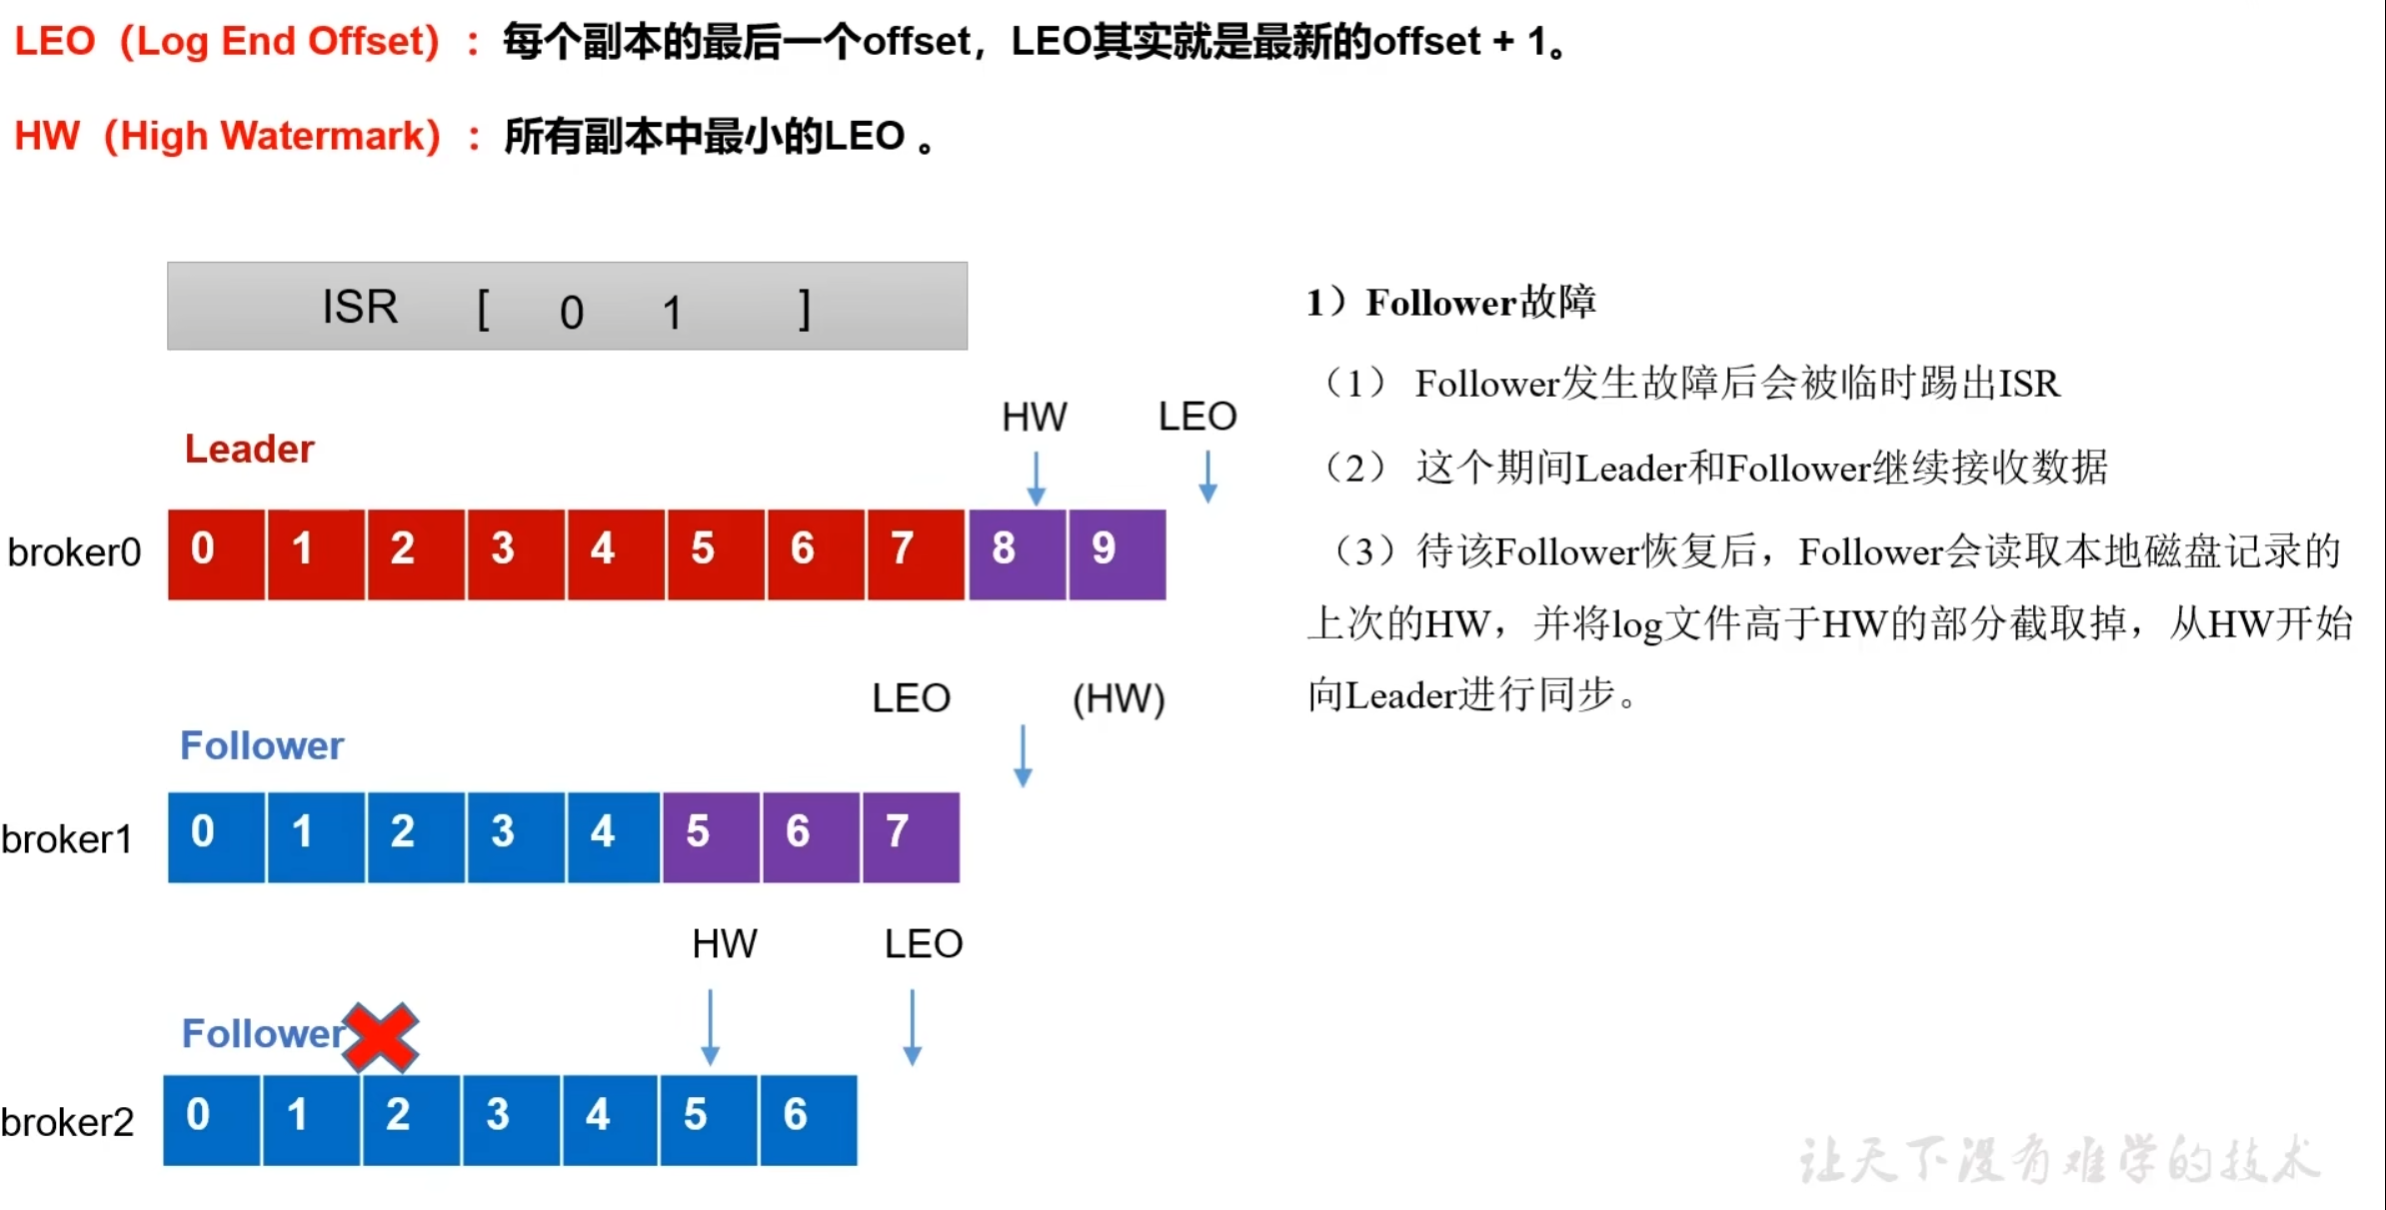 LEO（Log End Offset）：每个副本的最后一个offset，LEO其实就是最新的offset + 1。
HW（High Watermark）：所有副本中最小的LEO 。
ISR [ 0 1 ]
1）Follower故障
（1） Follower发生故障后会被临时踢出ISR
（2） 这个期间Leader和Follower继续接收数据
（3）待该Follower恢复后，Follower会读取本地磁盘记录的
上次的HW，并将log文件高于HW的部分截取掉，从HW开始
向Leader进行同步。
HW LEO
Leader
broker0 0 1 2 3 4 5 6 7 8 9
LEO (HW)
Follower
broker1 0 1 2 3 4 5 6 7
HW LEO
Follower
broker2 0 1 2 3 4 5 6
让天下没有难学的技术